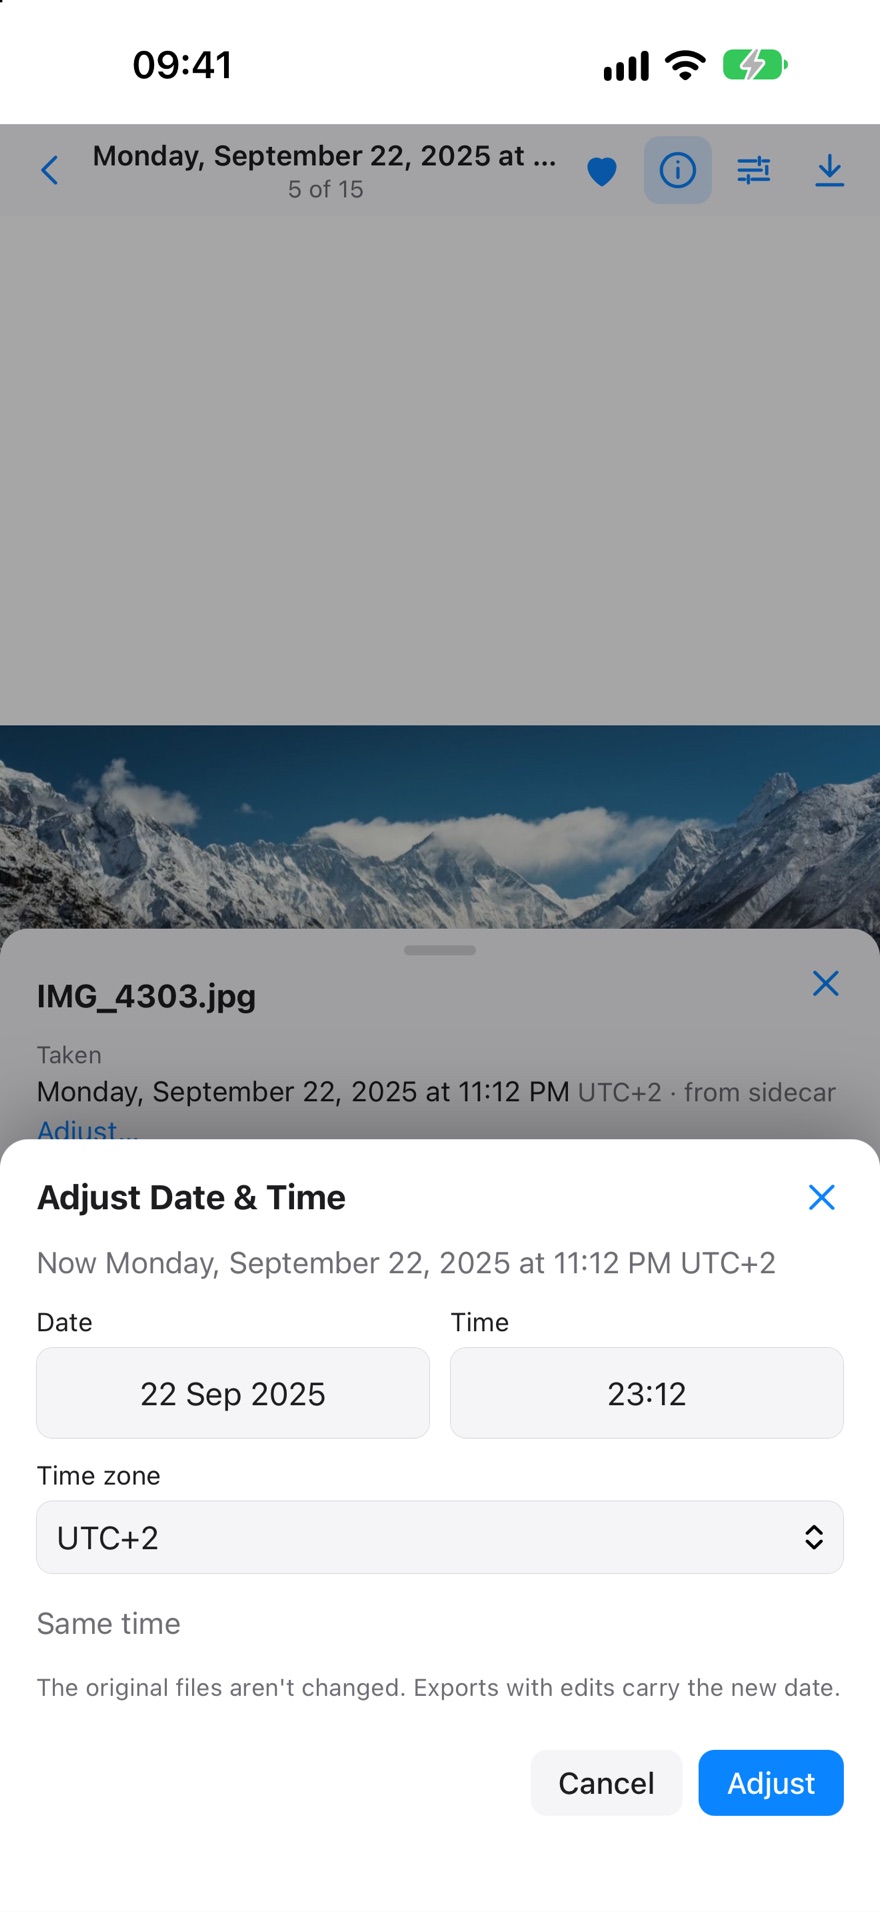 09:41
Monday, September 22, 2025 at ...
5 of 15
IMG_4303.jpg
Taken
Monday, September 22, 2025 at 11:12 PM UTC+2 · from sidecar
Adjust...
Adjust Date & Time
Now Monday, September 22, 2025 at 11:12 PM UTC+2
Date
Time
22 Sep 2025
23:12
Time zone
UTC+2
Same time
The original files aren't changed. Exports with edits carry the new date.
Cancel
Adjust